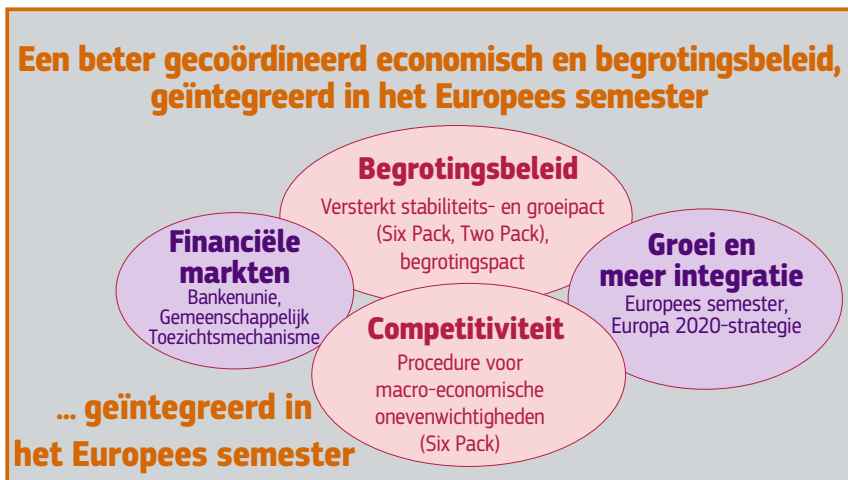 Een beter gecoördineerd economisch en begrotingsbeleid,
geïntegreerd in het Europees semester
Begrotingsbeleid
Versterkt stabiliteits- en groeipact
(Six Pack, Two Pack),
begrotingspact
Financiële
markten
Bankenunie,
Gemeenschappelijk
Toezichtsmechanisme
Groei en
meer integratie
Europees semester,
Europa 2020-strategie
Competitiviteit
Procedure voor
macro-economische
onevenwichtigheden
(Six Pack)
... geïntegreerd in
het Europees semester